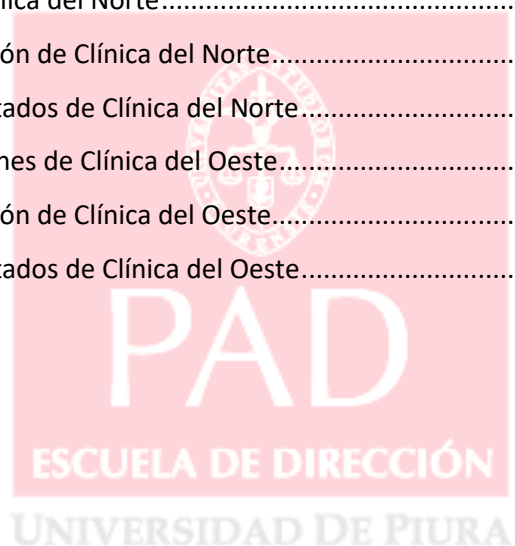 nica del Norte
ón de Clínica del Norte
tados de Clínica del Norte
nes de Clínica del Oeste
ón de Clínica del Oeste
tados de Clínica del Oeste
PAD
ESCUELA DE DIRECCIÓN
UNIVERSIDAD DE PIURA